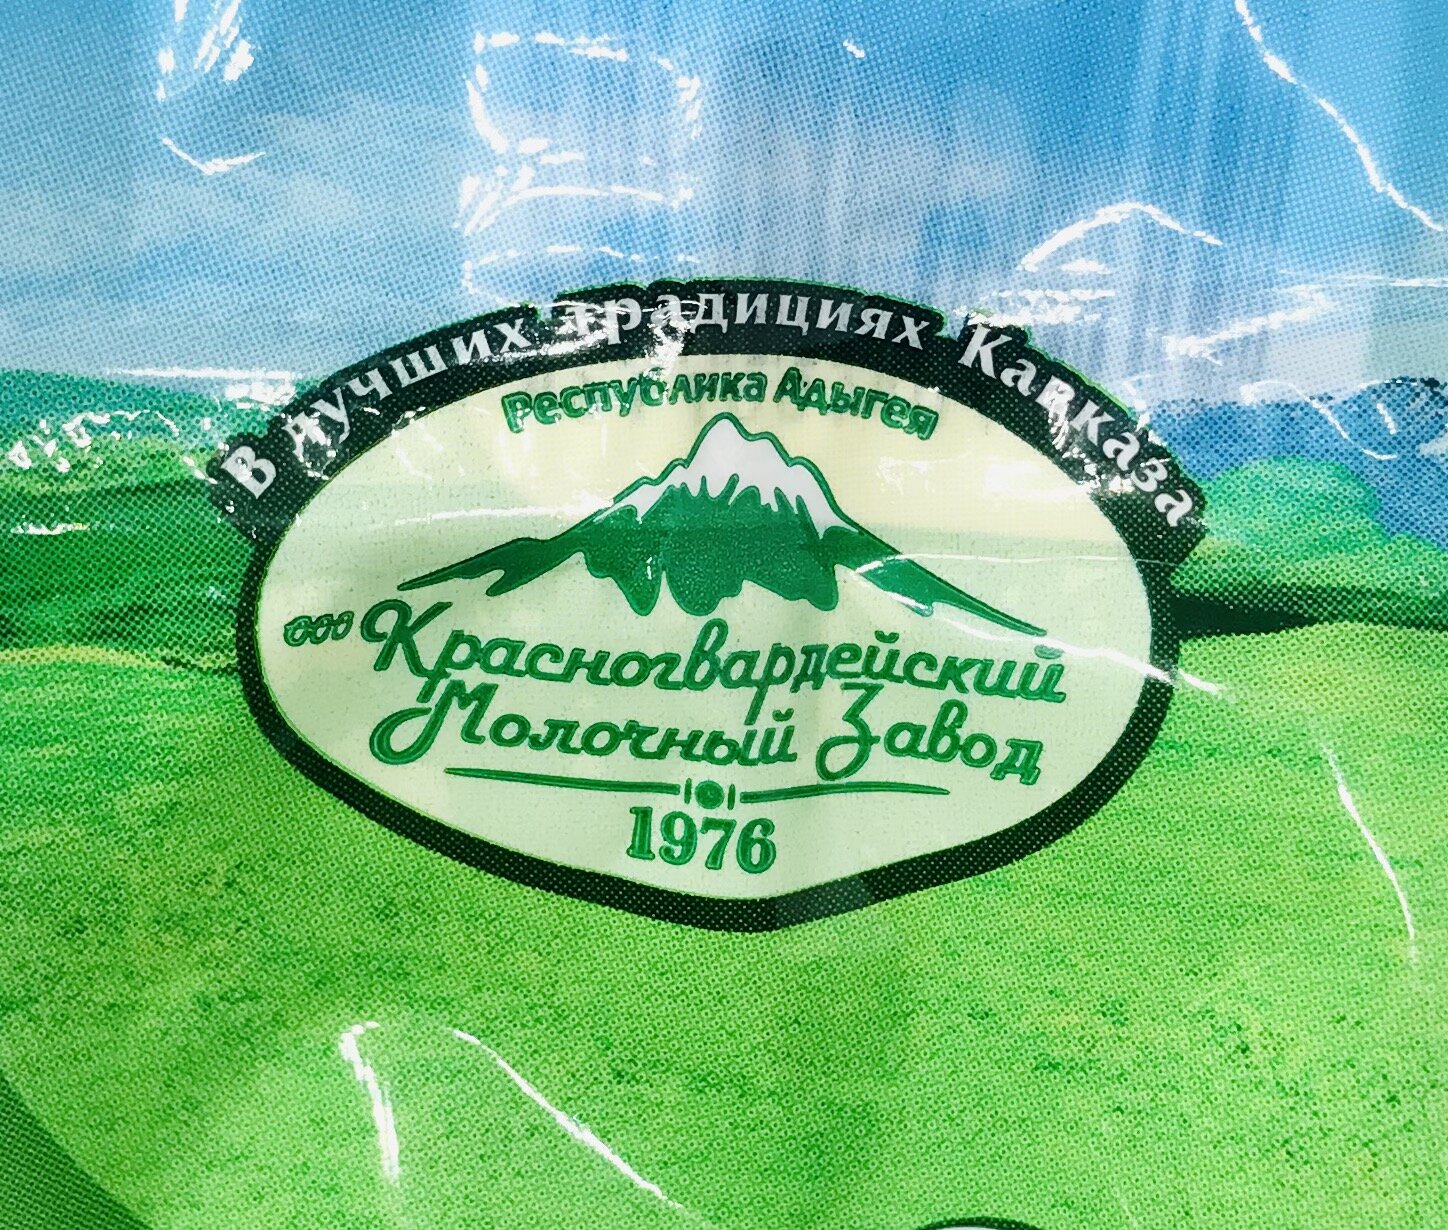 В лучших традициях Кавказа
Республика Адыгея
ооо Красногвардейский
Молочный Завод
1976